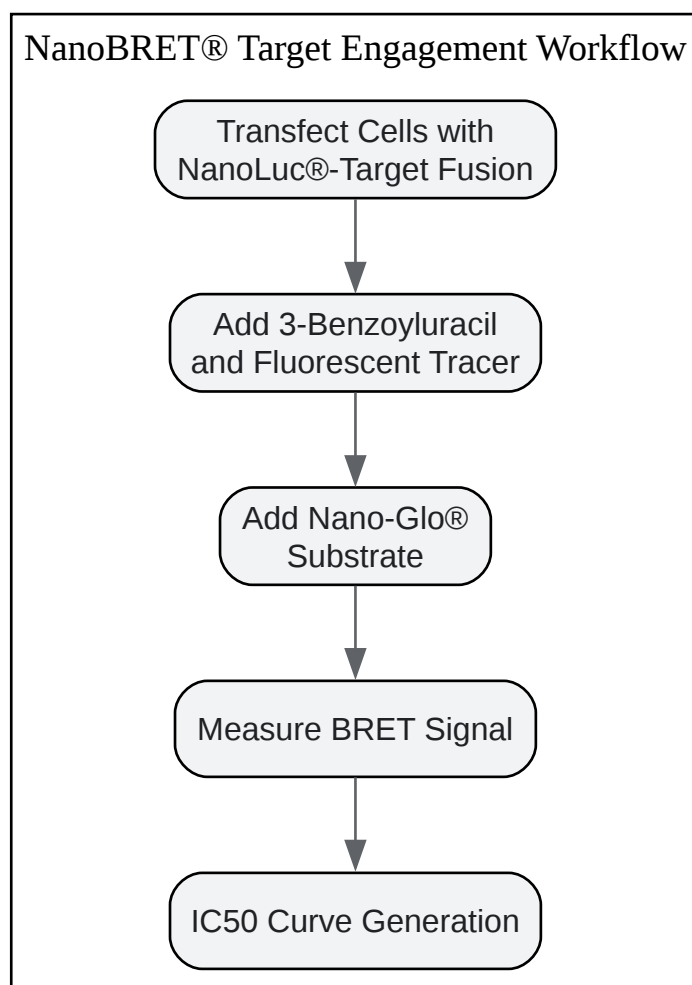 NanoBRET® Target Engagement Workflow
Transfect Cells with
NanoLuc®-Target Fusion
Add 3-Benzoyluracil
and Fluorescent Tracer
Add Nano-Glo®
Substrate
Measure BRET Signal
IC50 Curve Generation